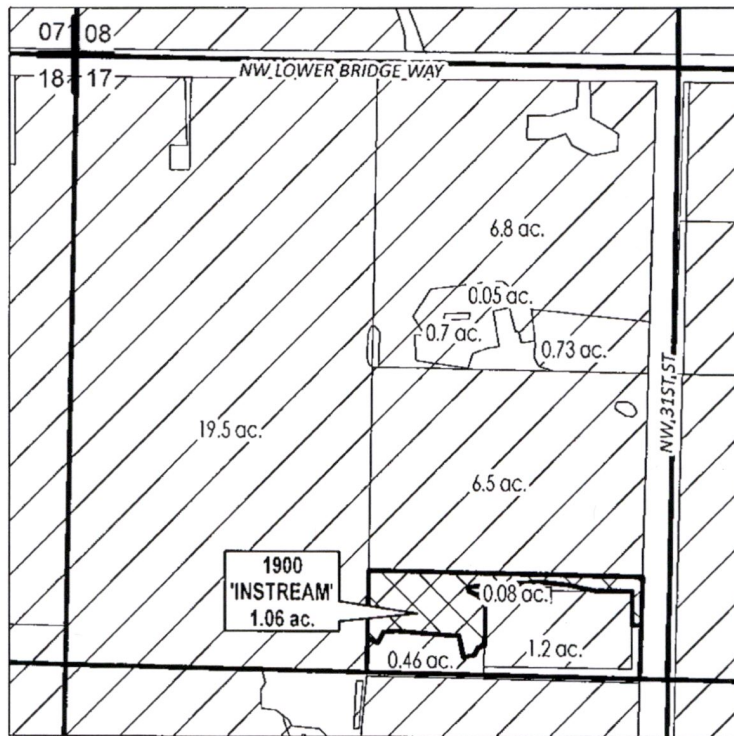 07 08
18 17
NW LOWER BRIDGE WAY
6.8 ac.
0.05 ac.
0.7 ac.
0.73 ac.
NW 31ST ST
19.5 ac.
6.5 ac.
1900
'INSTREAM'
1.06 ac.
0.08 ac.
1.2 ac.
0.46 ac.